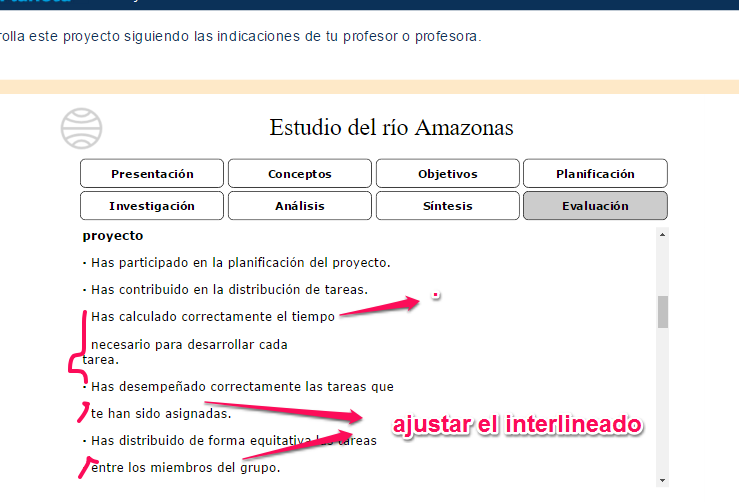 rolla este proyecto siguiendo las indicaciones de tu profesor o profesora.
Estudio del río Amazonas
Presentación Conceptos Objetivos Planificación
Investigación Análisis Síntesis Evaluación
proyecto
· Has participado en la planificación del proyecto.
· Has contribuido en la distribución de tareas.
Has calculado correctamente el tiempo
necesario para desarrollar cada
tarea.
· Has desempeñado correctamente las tareas que
te han sido asignadas.
ajustar el interlineado
· Has distribuido de forma equitativa las tareas
entre los miembros del grupo.